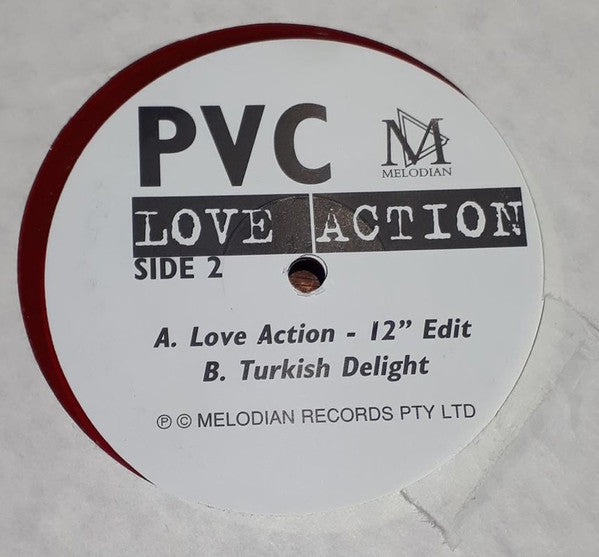 PVC
M
MELODIAN
LOVE ACTION
SIDE 2
A. Love Action - 12” Edit
B. Turkish Delight
℗ © MELODIAN RECORDS PTY LTD